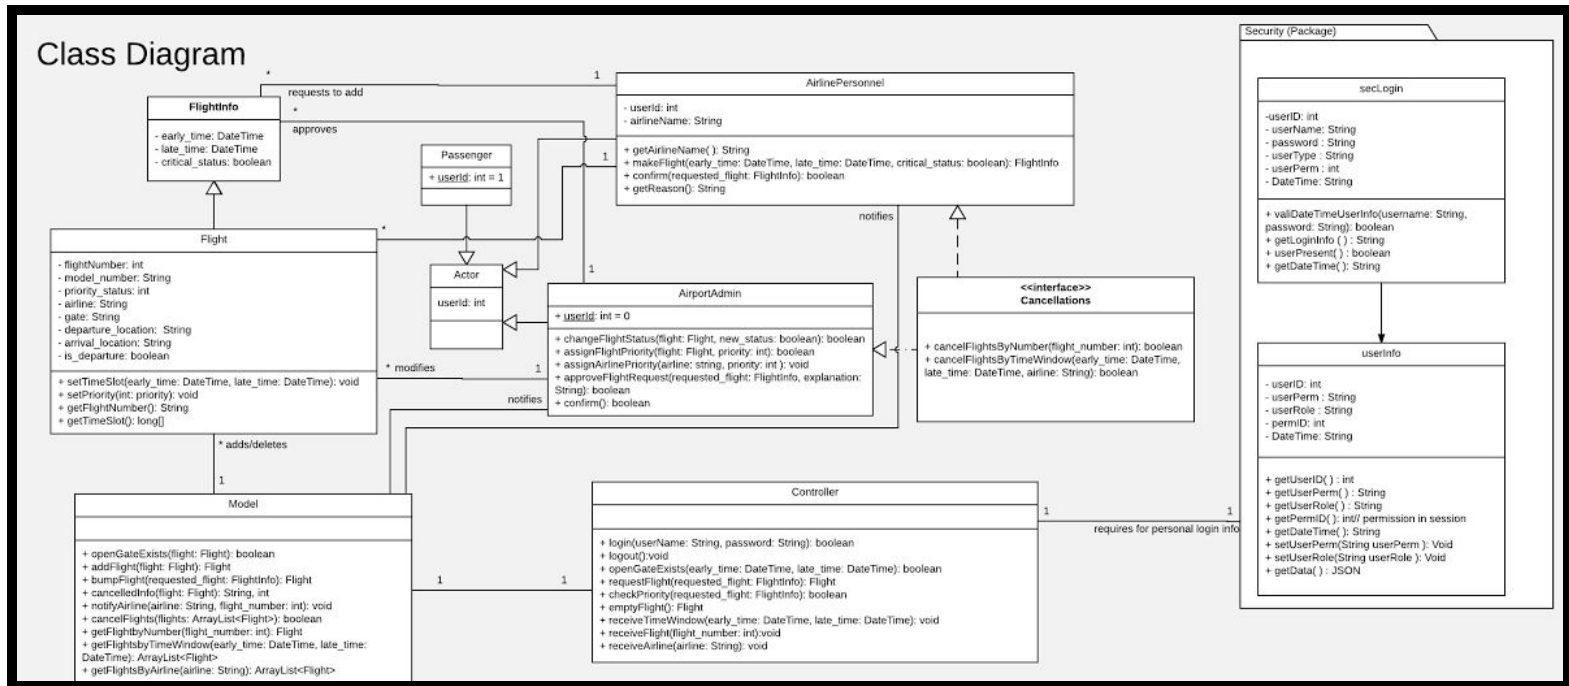 Class Diagram
Security (Package)
* 1
requests to add
*
approves
FlightInfo
- early_time: DateTime
- late_time: DateTime
- critical_status: boolean
Passenger
+ userId: int = 1
AirlinePersonnel
- userId: int
- airlineName: String
+ getAirlineName( ): String
+ makeFlight(early_time: DateTime, late_time: DateTime, critical_status: boolean): FlightInfo
+ confirm(requested_flight: FlightInfo): boolean
+ getReason(): String
1
*
notifies
1
Flight
- flightNumber: int
- model_number: String
- priority_status: int
- airline: String
- gate: String
- departure_location: String
- arrival_location: String
- is_departure: boolean
+ setTimeSlot(early_time: DateTime, late_time: DateTime): void
+ setPriority(int: priority): void
+ getFlightNumber(): String
+ getTimeSlot(): long[]
Actor
userId: int
AirportAdmin
+ userId: int = 0
+ changeFlightStatus(flight: Flight, new_status: boolean): boolean
+ assignFlightPriority(flight: Flight, priority: int): boolean
+ assignAirlinePriority(airline: string, priority: int ): void
+ approveFlightRequest(requested_flight: FlightInfo, explanation:
String): boolean
+ confirm(): boolean
<<interface>>
Cancellations
+ cancelFlightsByNumber(flight_number: int): boolean
+ cancelFlightsByTimeWindow(early_time: DateTime,
late_time: DateTime, airline: String): boolean
* modifies 1
notifies
* adds/deletes
1
Model
+ openGateExists(flight: Flight): boolean
+ addFlight(flight: Flight): Flight
+ bumpFlight(requested_flight: FlightInfo): Flight
+ cancelledInfo(flight: Flight): String, int
+ notifyAirline(airline: String, flight_number: int): void
+ cancelFlights(flights: ArrayList<Flight>): boolean
+ getFlightbyNumber(flight_number: int): Flight
+ getFlightsbyTimeWindow(early_time: DateTime, late_time:
DateTime): ArrayList<Flight>
+ getFlightsByAirline(airline: String): ArrayList<Flight>
1 1
Controller
+ login(userName: String, password: String): boolean
+ logout():void
+ openGateExists(early_time: DateTime, late_time: DateTime): boolean
+ requestFlight(requested_flight: FlightInfo): Flight
+ checkPriority(requested_flight: FlightInfo): boolean
+ emptyFlight(): Flight
+ receiveTimeWindow(early_time: DateTime, late_time: DateTime): void
+ receiveFlight(flight_number: int):void
+ receiveAirline(airline: String): void
1 1
requires for personal login info
secLogin
-userID: int
- userName: String
- password : String
- userType : String
- userPerm : int
- DateTime: String
+ valiDateTimeUserInfo(username: String,
password: String): boolean
+ getLoginInfo ( ) : String
+ userPresent( ) : boolean
+ getDateTime( ): String
userInfo
- userID: int
- userPerm : String
- userRole : String
- permID: int
- DateTime: String
+ getUserID( ) : int
+ getUserPerm( ) : String
+ getUserRole( ) : String
+ getPermID( ): int// permission in session
+ getDateTime( ); String
+ setUserPerm(String userPerm ): Void
+ setUserRole(String userRole ): Void
+ getData( ) : JSON